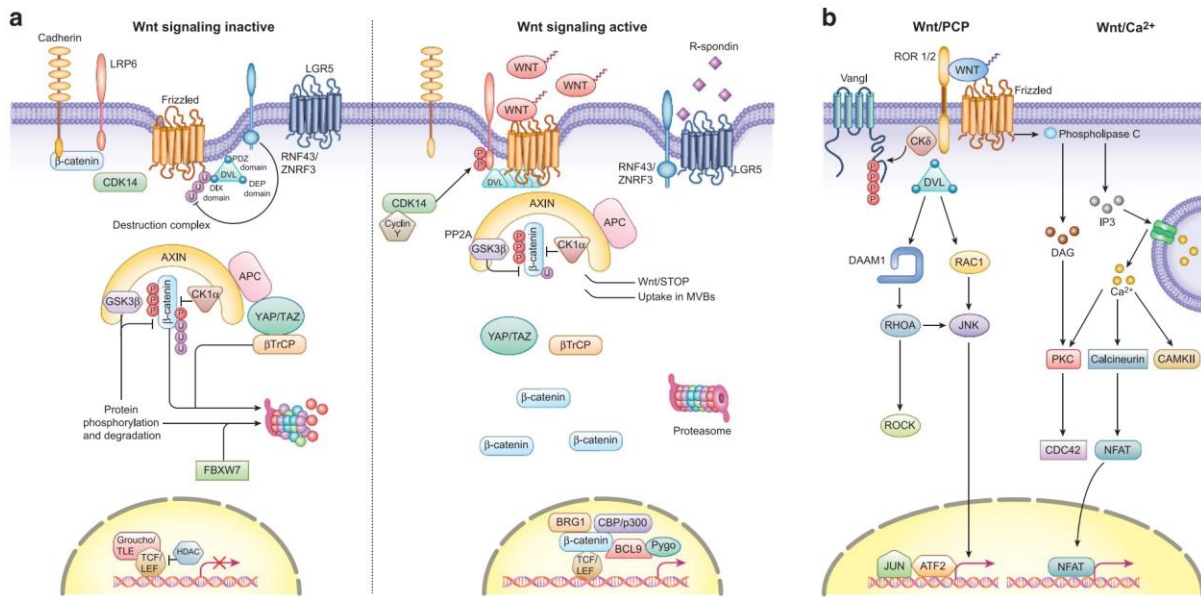 a
Wnt signaling inactive
Cadherin
LRP6
Frizzled
LGR5
RNF43/
ZNRF3
β-catenin
CDK14
PDZ
domain
DVL
DIX
domain
DEP
domain
U
U
U
Destruction complex
AXIN
APC
GSK3β
P
P
P
β-catenin
CK1α
P
U
U
U
YAP/TAZ
βTrCP
Protein
phosphorylation
and degradation
FBXW7
Groucho/
TLE
TCF/
LEF
HDAC
Wnt signaling active
R-spondin
WNT
WNT
WNT
P
P
DVL
RNF43/
ZNRF3
LGR5
CDK14
Cyclin
Y
AXIN
APC
PP2A
GSK3β
P
P
P
β-catenin
CK1α
U
Wnt/STOP
Uptake in MVBs
YAP/TAZ
βTrCP
β-catenin
β-catenin
β-catenin
Proteasome
BRG1
CBP/p300
β-catenin
BCL9
Pygo
TCF/
LEF
b
Wnt/PCP
Wnt/Ca2+
ROR 1/2
Vangl
WNT
Frizzled
CKδ
Phospholipase C
P
P
P
P
DVL
IP3
DAG
DAAM1
RAC1
Ca2+
RHOA
JNK
PKC
Calcineurin
CAMKII
ROCK
CDC42
NFAT
JUN
ATF2
NFAT